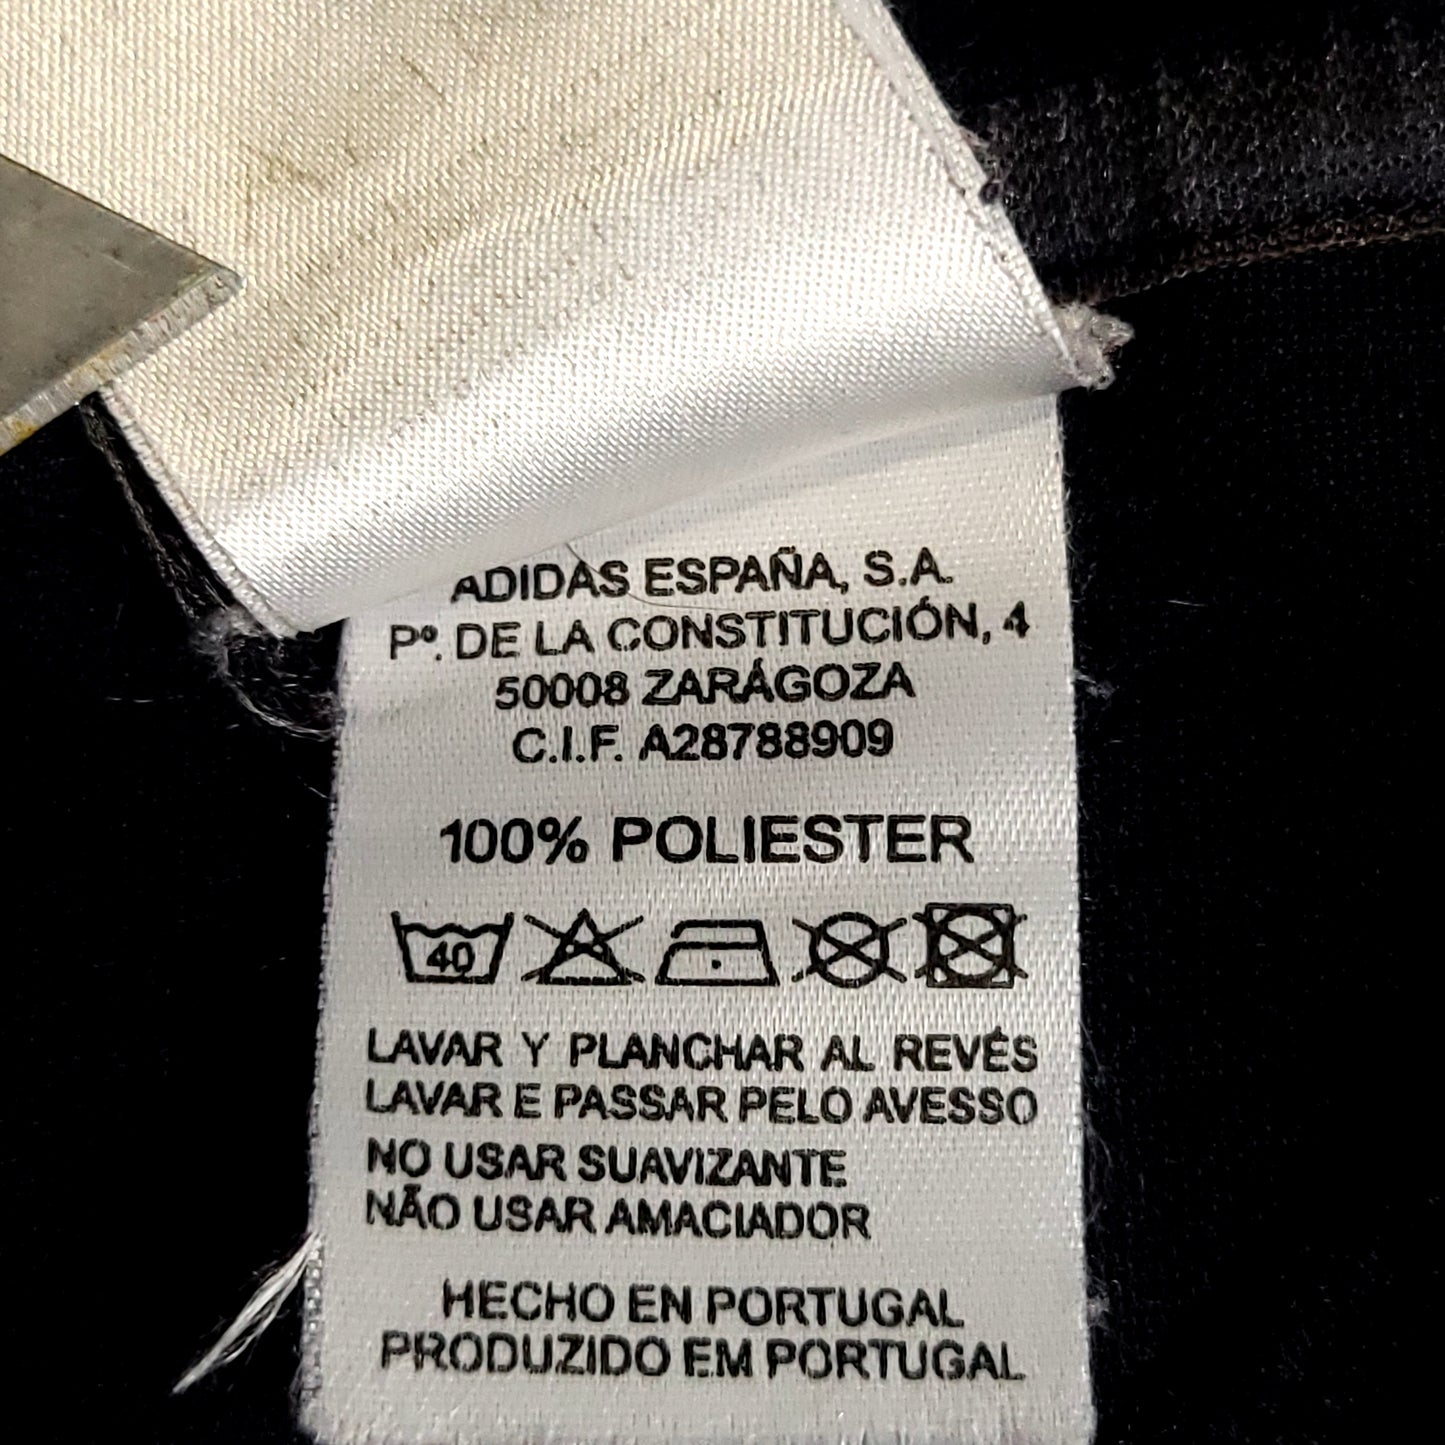 ADIDAS ESPAÑA, S.A.
Pº. DE LA CONSTITUCIÓN, 4
50008 ZARÁGOZA
C.I.F. A28788909
100% POLIESTER
40
LAVAR Y PLANCHAR AL REVÉS
LAVAR E PASSAR PELO AVESSO
NO USAR SUAVIZANTE
NÃO USAR AMACIADOR
HECHO EN PORTUGAL
PRODUZIDO EM PORTUGAL